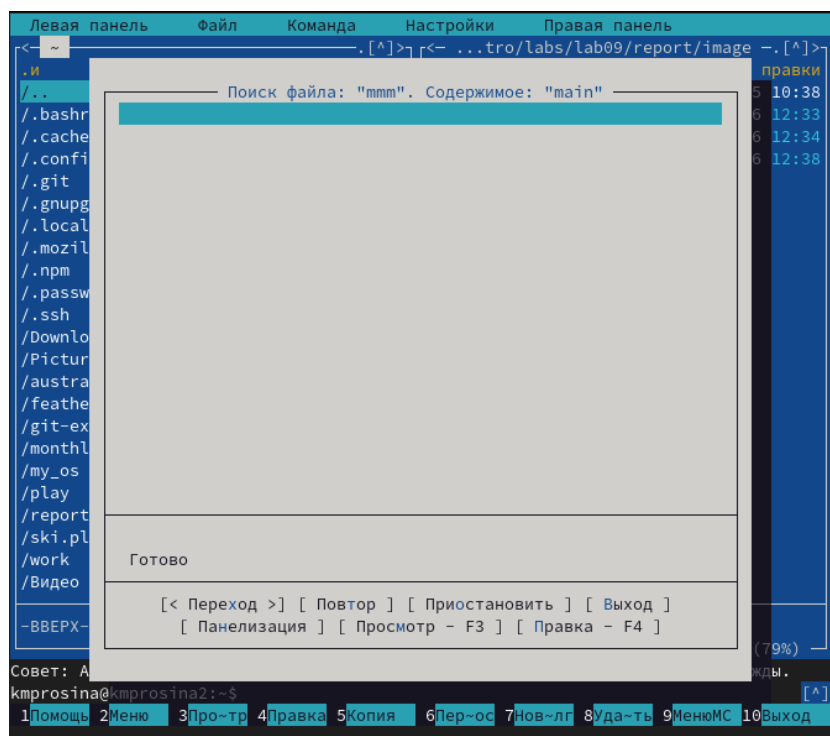 Левая панель Файл Команда Настройки Правая панель
<— ~ —.[^]> <— ...tro/labs/lab09/report/image —.[^]>
.и правки
/.. 5 10:38
Поиск файла: "mmm". Содержимое: "main"
/.bashr 6 12:33
/.cache 6 12:34
/.confi 6 12:38
/.git
/.gnupg
/.local
/.mozil
/.npm
/.passw
/.ssh
/Downlo
/Pictur
/austra
/feathe
/git-ex
/monthl
/my_os
/play
/report
/ski.pl
/work Готово
/Видео
[< Переход >] [ Повтор ] [ Приостановить ] [ Выход ]
-ВВЕРХ- [ Панелизация ] [ Просмотр - F3 ] [ Правка - F4 ]
(79%)
Совет: А жды.
kmprosina@kmprosina2:~$ [^]
1Помощь 2Меню 3Про~тр 4Правка 5Копия 6Пер~ос 7Нов~лг 8Уда~ть 9МенюMC 10Выход